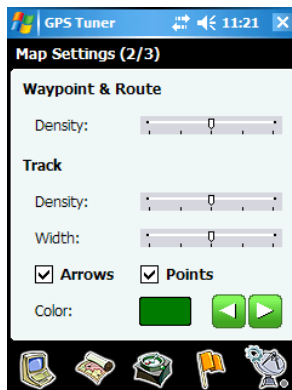 GPS Tuner 11:21
Map Settings (2/3)
Waypoint & Route
Density:
Track
Density:
Width:
Arrows Points
Color: